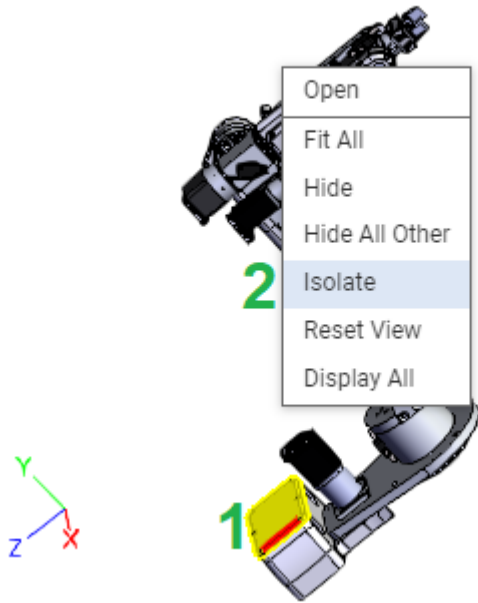 Open
Fit All
Hide
Hide All Other
2
Isolate
Reset View
Display All
Y
Z
X
1